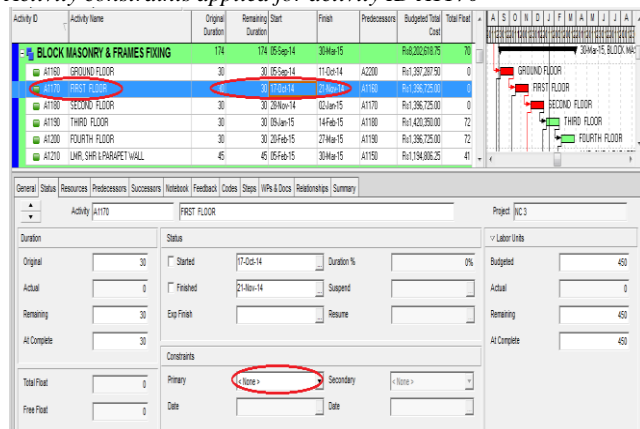 Activity constraints applied for activity ID A1170
Activity ID Activity Name Original Duration Remaining Duration Start Finish Predecessors Budgeted Total Cost Total Float A S O N D J F M A M J J A
BLOCK MASONRY & FRAMES FIXING 174 174 05-Sep-14 30-Mar-15 Rs8,202,618.75 70 30-Mar-15, BLOCK MAS
A1160 GROUND FLOOR 30 30 05-Sep-14 11-Oct-14 A2200 Rs1,397,287.50 0 GROUND FLOOR
A1170 FIRST FLOOR 30 17-Oct-14 21-Nov-14 A1160 Rs1,396,725.00 0 FIRST FLOOR
A1180 SECOND FLOOR 30 30 28-Nov-14 02-Jan-15 A1170 Rs1,396,725.00 0 SECOND FLOOR
A1190 THIRD FLOOR 30 30 09-Jan-15 14-Feb-15 A1180 Rs1,420,350.00 72 THIRD FLOOR
A1200 FOURTH FLOOR 30 30 20-Feb-15 27-Mar-15 A1190 Rs1,396,725.00 72 FOURTH FLOOR
A1210 LMR, SHR & PARAPET WALL 45 45 05-Feb-15 30-Mar-15 A1150 Rs1,194,806.25 41
General Status Resources Predecessors Successors Notebook Feedback Codes Steps WPs & Docs Relationships Summary
Activity A1170 FIRST FLOOR Project NC 3
Duration Status Labor Units
Original 30 Started 17-Oct-14 Duration % 0% Budgeted 450
Actual 0 Finished 21-Nov-14 Suspend Actual 0
Remaining 30 Exp Finish Resume Remaining 450
At Complete 30 At Complete 450
Constraints
Total Float 0 Primary < None > Secondary < None >
Free Float 0 Date Date